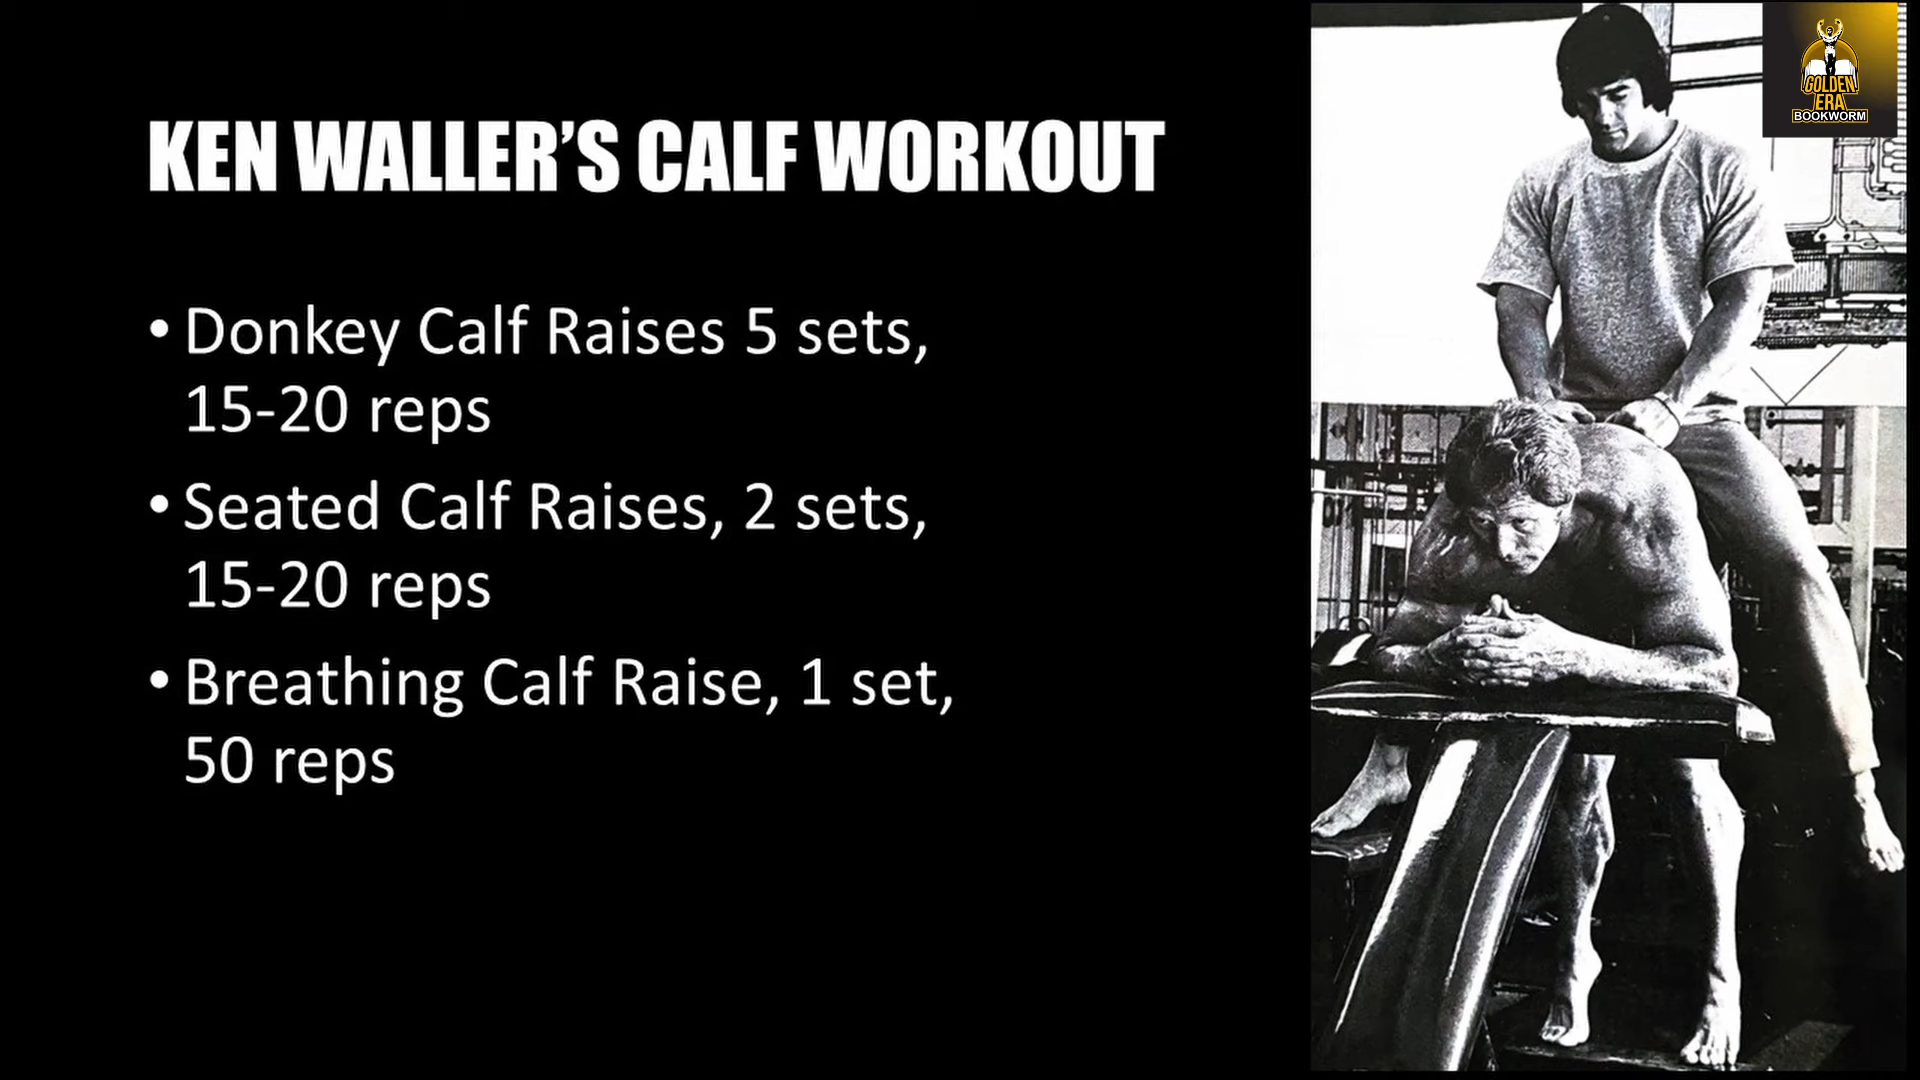 KEN WALLER’S CALF WORKOUT
• Donkey Calf Raises 5 sets,
15-20 reps
• Seated Calf Raises, 2 sets,
15-20 reps
• Breathing Calf Raise, 1 set,
50 reps
GOLDEN
ERA
BOOKWORM